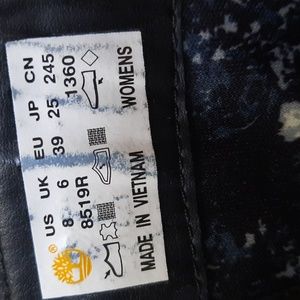 US UK EU JP CN
8 6 39 25 245
8519R 1360
MADE IN VIETNAM WOMENS